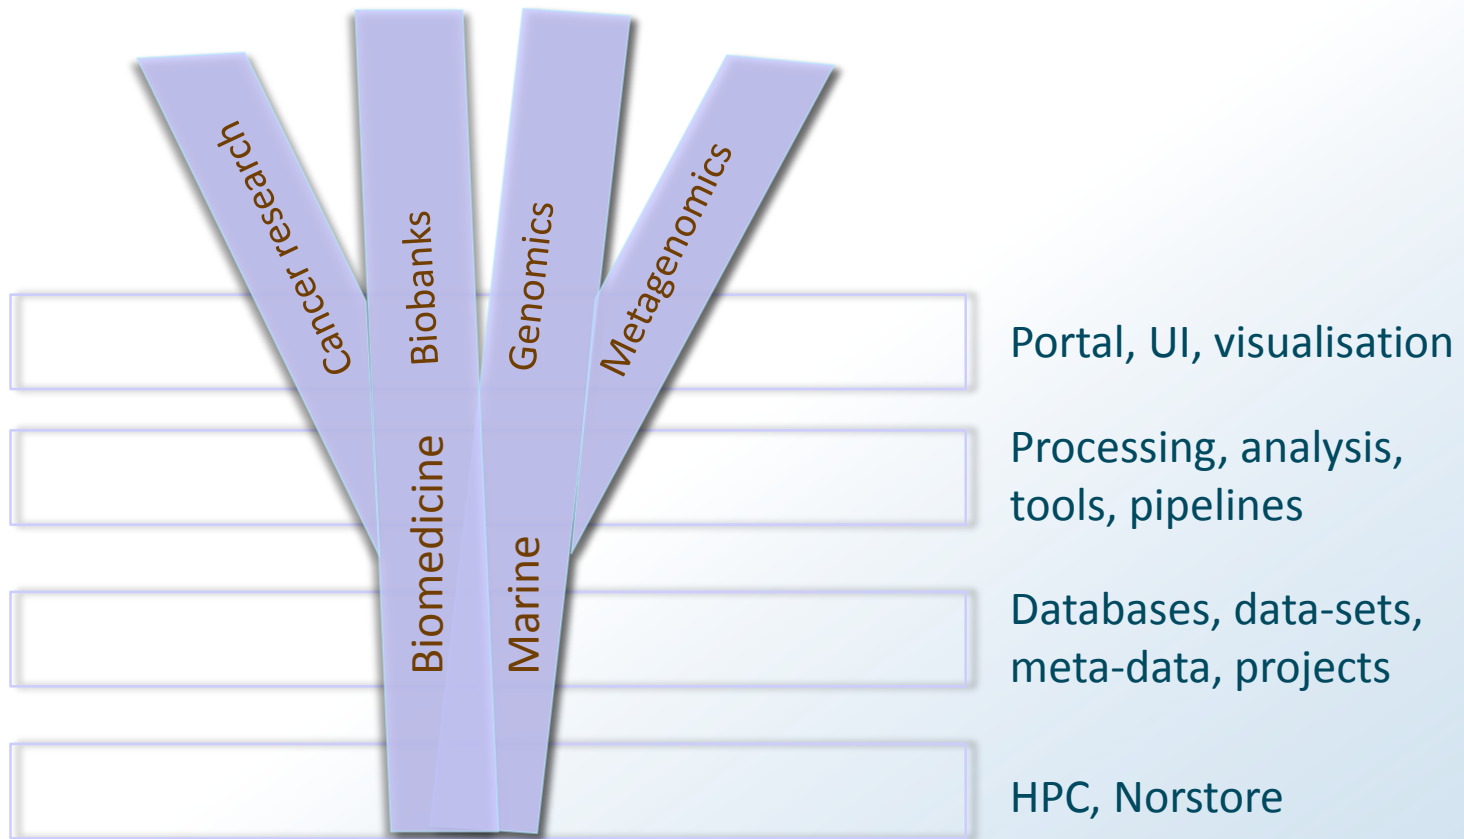 Cancer research
Biobanks
Genomics
Metagenomics
Biomedicine
Marine
Portal, UI, visualisation
Processing, analysis,
tools, pipelines
Databases, data-sets,
meta-data, projects
HPC, Norstore